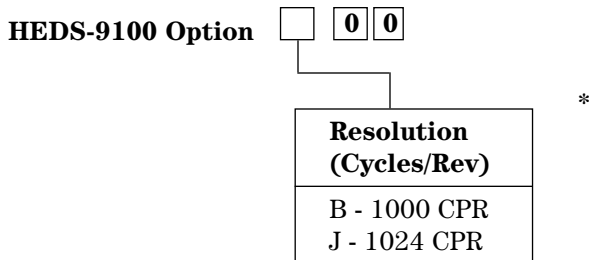 HEDS-9100 Option 0 0
*
Resolution
(Cycles/Rev)
B - 1000 CPR
J - 1024 CPR